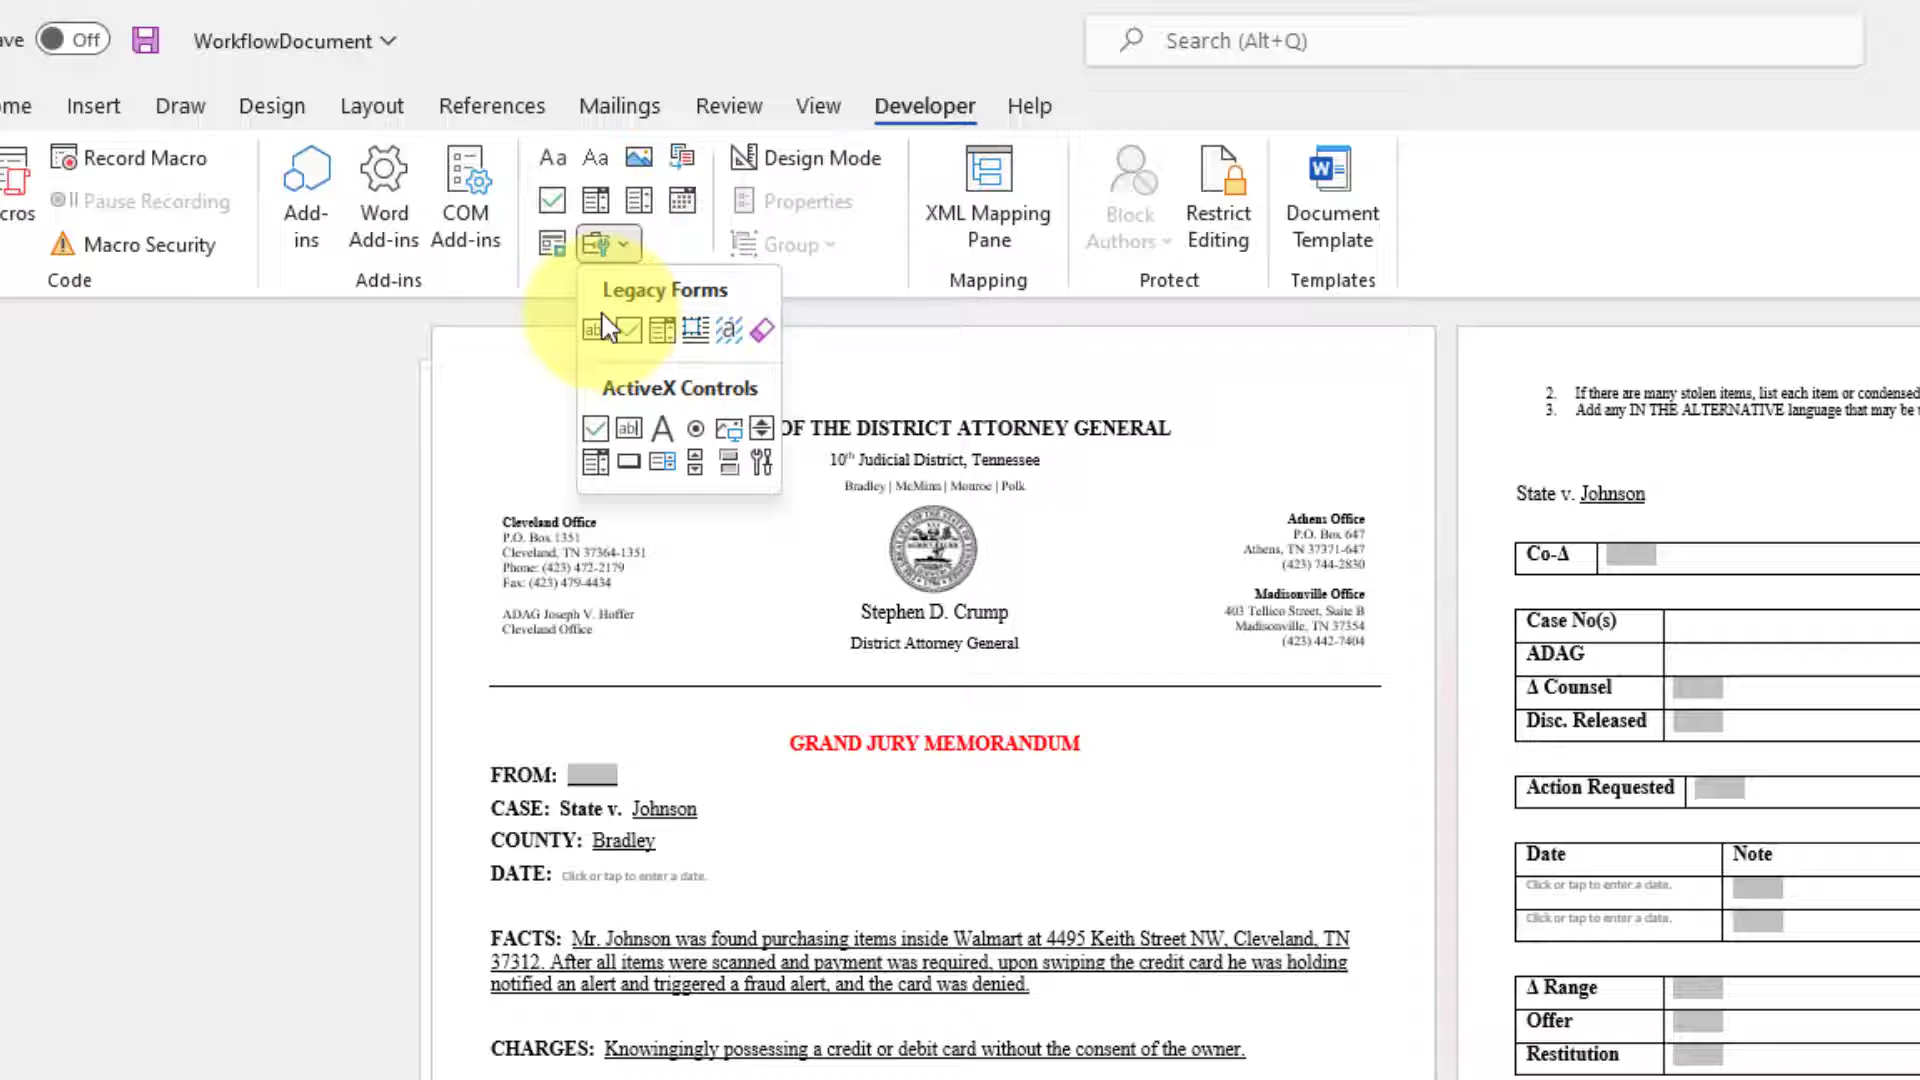 ve Off WorkflowDocument Search (Alt+Q)
ome Insert Draw Design Layout References Mailings Review View Developer Help
Record Macro
Pause Recording
Macro Security
cros
Code
Add-
ins
Word
Add-ins
COM
Add-ins
Add-ins
Aa Aa
Design Mode
Properties
Group
XML Mapping
Pane
Mapping
Block
Authors
Restrict
Editing
Protect
Document
Template
Templates
Legacy Forms
ab a
ActiveX Controls
ab A
OF THE DISTRICT ATTORNEY GENERAL
10th Judicial District, Tennessee
Bradley | McMinn | Monroe | Polk
Cleveland Office
P.O. Box 1351
Cleveland, TN 37364-1351
Phone: (423) 472-2179
Fax: (423) 479-4434
ADAG Joseph V. Hoffer
Cleveland Office
Stephen D. Crump
District Attorney General
Athens Office
P.O. Box 647
Athens, TN 37371-647
(423) 744-2830
Madisonville Office
403 Tellico Street, Suite B
Madisonville, TN 37354
(423) 442-7404
GRAND JURY MEMORANDUM
FROM:
CASE: State v. Johnson
COUNTY: Bradley
DATE: Click or tap to enter a date.
FACTS: Mr. Johnson was found purchasing items inside Walmart at 4495 Keith Street NW, Cleveland, TN
37312. After all items were scanned and payment was required, upon swiping the credit card he was holding
notified an alert and triggered a fraud alert, and the card was denied.
CHARGES: Knowingingly possessing a credit or debit card without the consent of the owner.
2. If there are many stolen items, list each item or condensed
3. Add any IN THE ALTERNATIVE language that may be
State v. Johnson
Co-Δ
Case No(s)
ADAG
Δ Counsel
Disc. Released
Action Requested
Date Note
Click or tap to enter a date.
Click or tap to enter a date.
Δ Range
Offer
Restitution